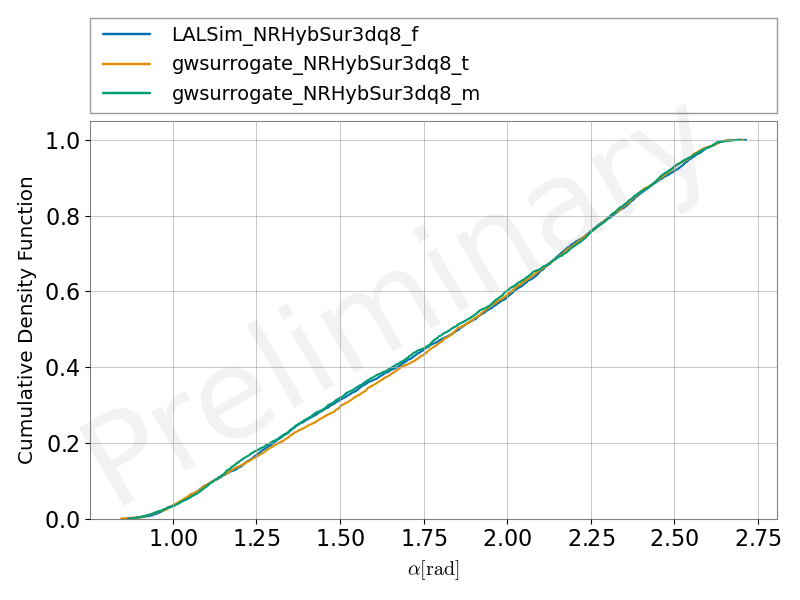 LALSim_NRHybSur3dq8_f
gwsurrogate_NRHybSur3dq8_t
gwsurrogate_NRHybSur3dq8_m
Preliminary
1.0
0.8
0.6
0.4
0.2
0.0
Cumulative Density Function
1.00 1.25 1.50 1.75 2.00 2.25 2.50 2.75
α[rad]